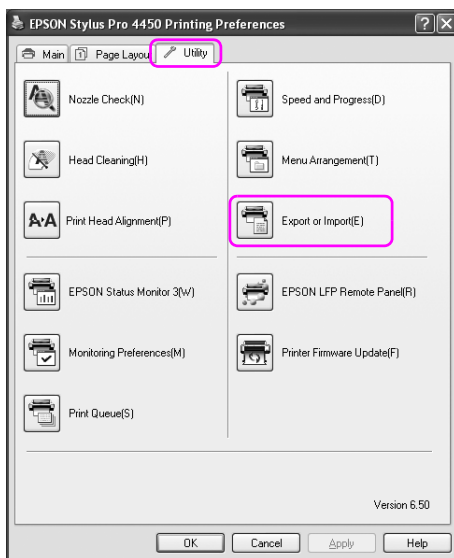 EPSON Stylus Pro 4450 Printing Preferences
Main
1 Page Layou
Utility
Nozzle Check(N)
Speed and Progress(D)
Head Cleaning(H)
Menu Arrangement(T)
A A Print Head Alignment(P)
Export or Import(E)
EPSON Status Monitor 3(W)
EPSON LFP Remote Panel(R)
Monitoring Preferences(M)
Printer Firmware Update(F)
Print Queue(S)
Version 6.50
OK Cancel Apply Help